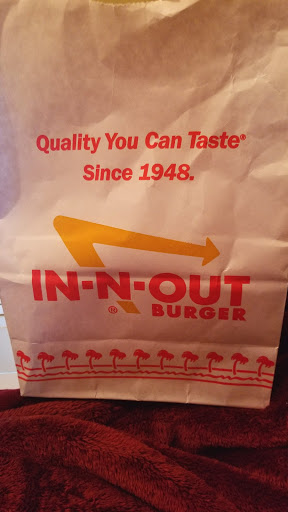 Quality You Can Taste®
Since 1948.
IN-N-OUT
® BURGER